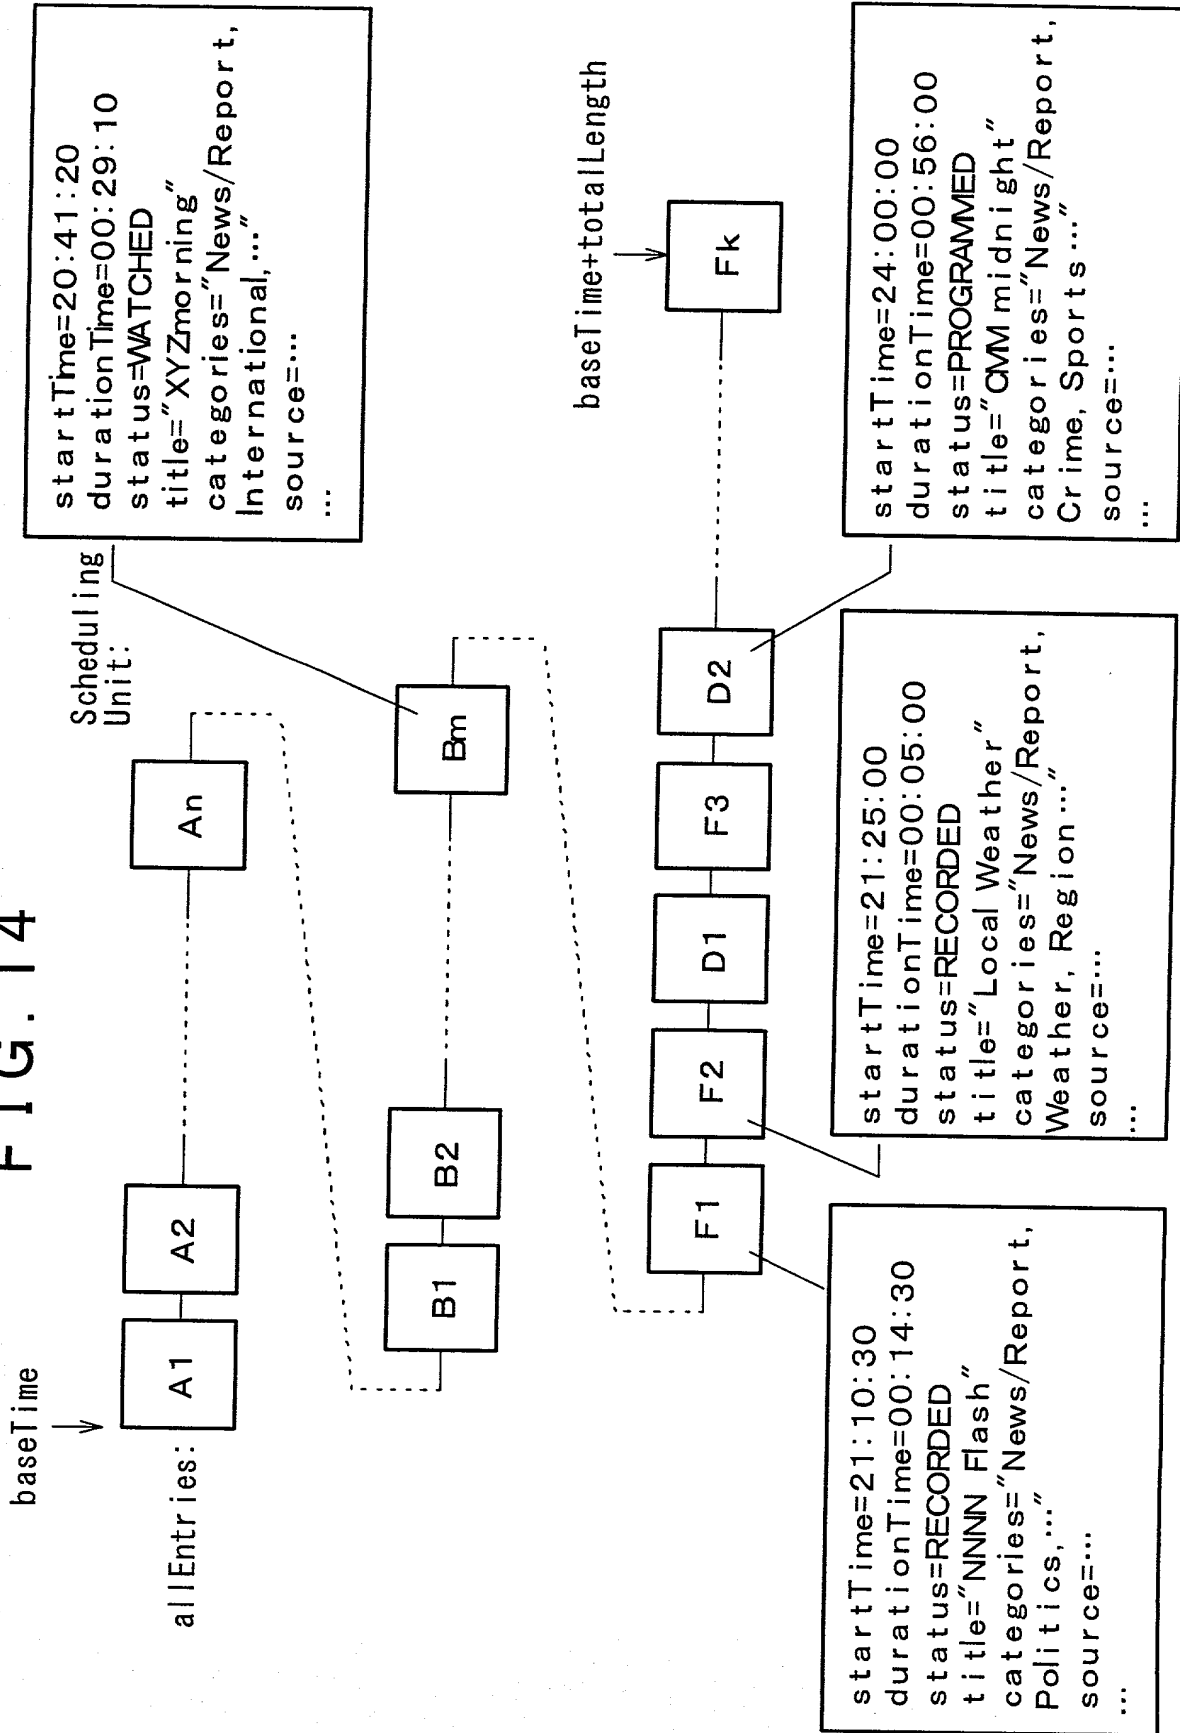 FIG. 14
baseTime
allEntries:
A1
A2
An
Scheduling
Unit:
startTime=20:41:20
durationTime=00:29:10
status=WATCHED
title="XYZmorning"
categories="News/Report,
International,…"
source=…
…
B1
B2
Bm
baseTime+totalLength
F1
F2
D1
F3
D2
Fk
startTime=21:10:30
durationTime=00:14:30
status=RECORDED
title="NNNN Flash"
categories="News/Report,
Politics,…"
source=…
…
startTime=21:25:00
durationTime=00:05:00
status=RECORDED
title="Local Weather"
categories="News/Report,
Weather, Region…"
source=…
…
startTime=24:00:00
durationTime=00:56:00
status=PROGRAMMED
title="CMM midnight"
categories="News/Report,
Crime, Sports…"
source=…
…